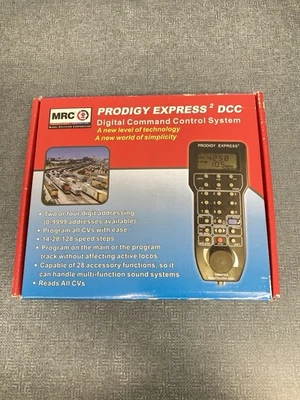 MRC
PRODIGY EXPRESS² DCC
Digital Command Control System
A new level of technology
A new world of simplicity
PRODIGY EXPRESS²
• Two or four digit addressing
(0-9999 addresses available)
• Program all CVs with ease
• 14-28-128 speed steps
• Program on the main or the program
track without affecting active locos
• Capable of 28 accessory functions, so it
can handle multi-function sound systems
• Reads All CVs